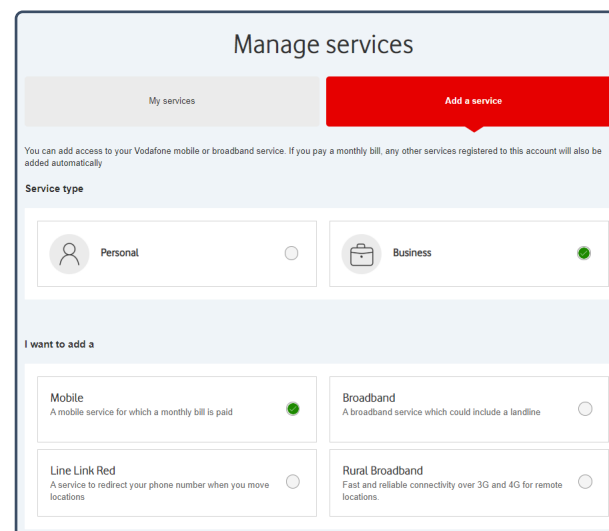 Manage services
My services
Add a service
You can add access to your Vodafone mobile or broadband service. If you pay a monthly bill, any other services registered to this account will also be
added automatically
Service type
Personal
Business
I want to add a
Mobile
A mobile service for which a monthly bill is paid
Broadband
A broadband service which could include a landline
Line Link Red
A service to redirect your phone number when you move
locations
Rural Broadband
Fast and reliable connectivity over 3G and 4G for remote
locations.